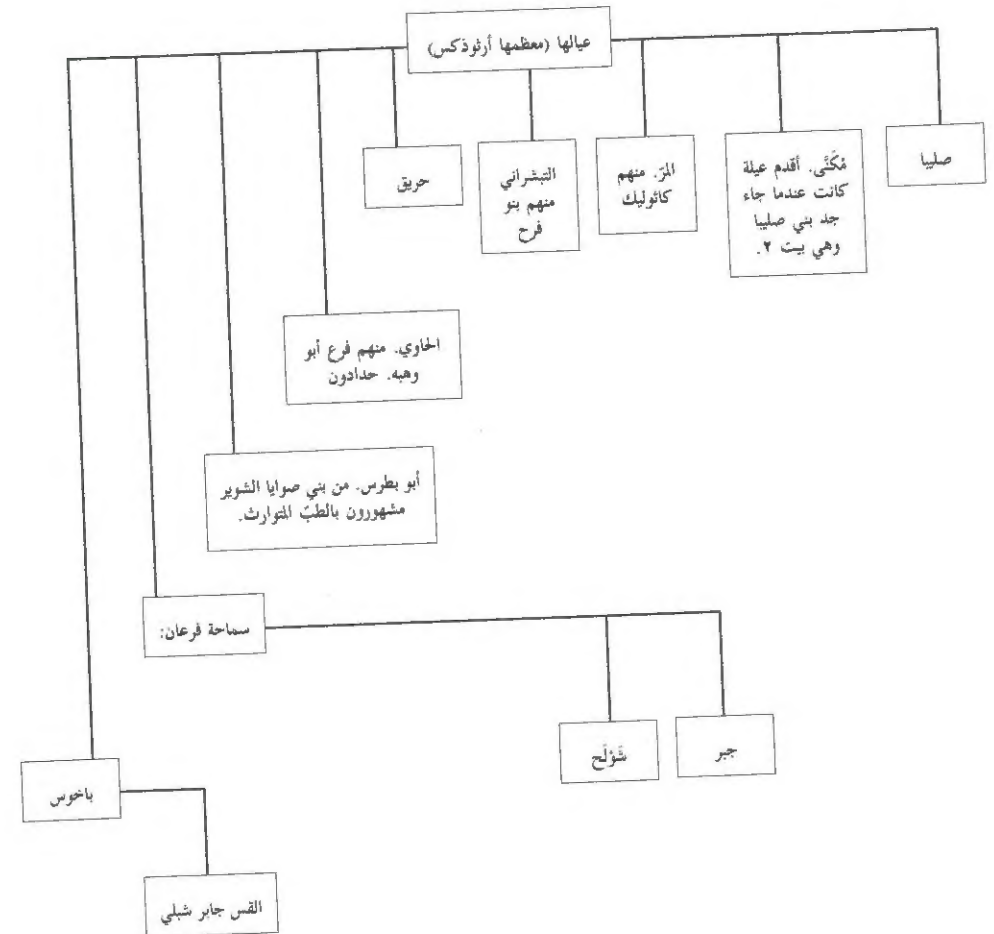 عيالها (معظمها أرثوذكس)
صليبا
مُكَنَّى. أقدم عيلة
كانت عندما جاء
جد بني صليبا
وهي بيت ٢.
المرّ. منهم
كاثوليك
التبشراني
منهم بنو
فرح
حريق
الحاوي. منهم فرع أبو
وهبه. حدادون
أبو بطرس. من بني صوايا الشوير
مشهورون بالطبّ المتوارث.
سماحة فرعان:
جبر
شَوْلَح
باخوس
القس جابر شبلي